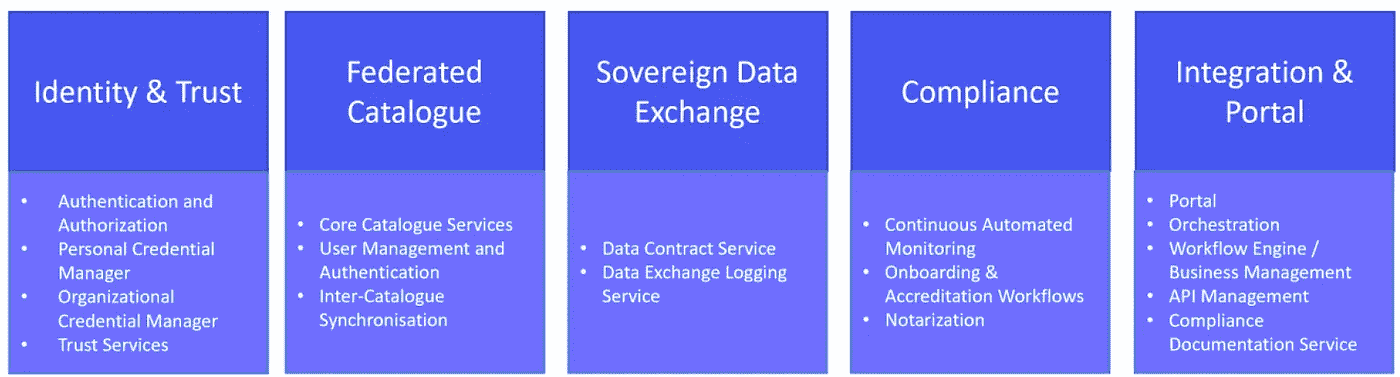 Identity & Trust
• Authentication and
Authorization
• Personal Credential
Manager
• Organizational
Credential Manager
• Trust Services
Federated
Catalogue
• Core Catalogue Services
• User Management and
Authentication
• Inter-Catalogue
Synchronisation
Sovereign Data
Exchange
• Data Contract Service
• Data Exchange Logging
Service
Compliance
• Continuous Automated
Monitoring
• Onboarding &
Accreditation Workflows
• Notarization
Integration &
Portal
• Portal
• Orchestration
• Workflow Engine /
Business Management
• API Management
• Compliance
Documentation Service